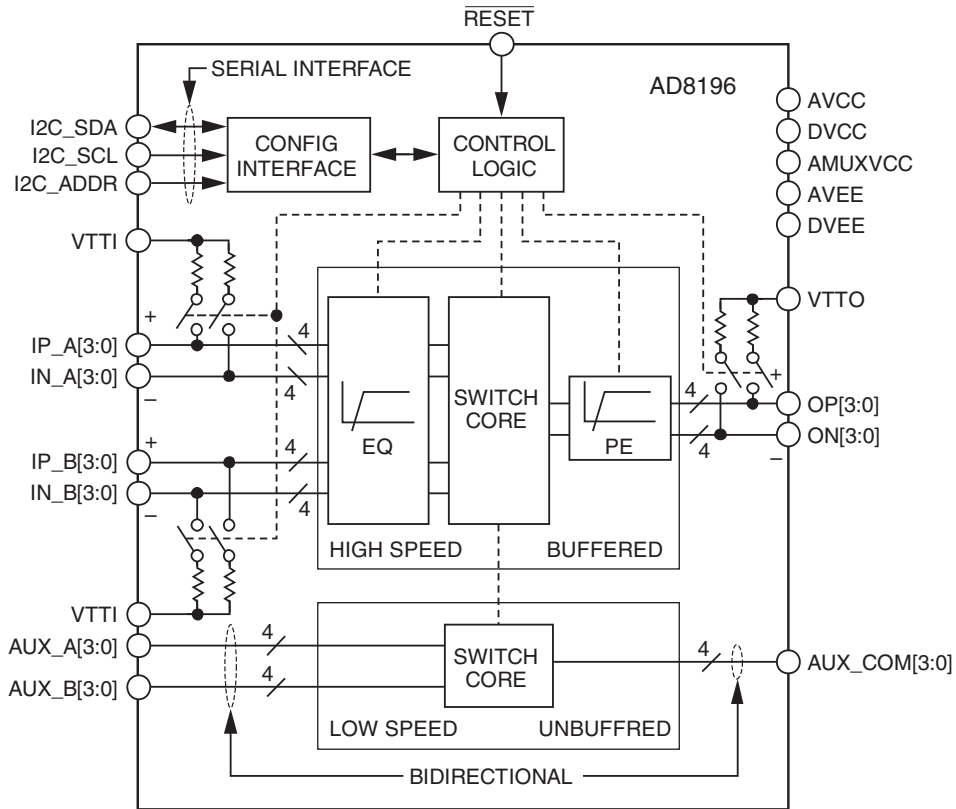 RESET
SERIAL INTERFACE
AD8196
I2C_SDA
I2C_SCL
I2C_ADDR
CONFIG
INTERFACE
CONTROL
LOGIC
AVCC
DVCC
AMUXVCC
AVEE
DVEE
VTTI
VTTO
+
IP_A[3:0]
4
IN_A[3:0]
4
–
+
IP_B[3:0]
4
IN_B[3:0]
4
–
EQ
SWITCH
CORE
PE
4
4
+
OP[3:0]
ON[3:0]
–
HIGH SPEED
BUFFERED
VTTI
AUX_A[3:0]
4
AUX_B[3:0]
4
SWITCH
CORE
4
AUX_COM[3:0]
LOW SPEED
UNBUFFRED
BIDIRECTIONAL